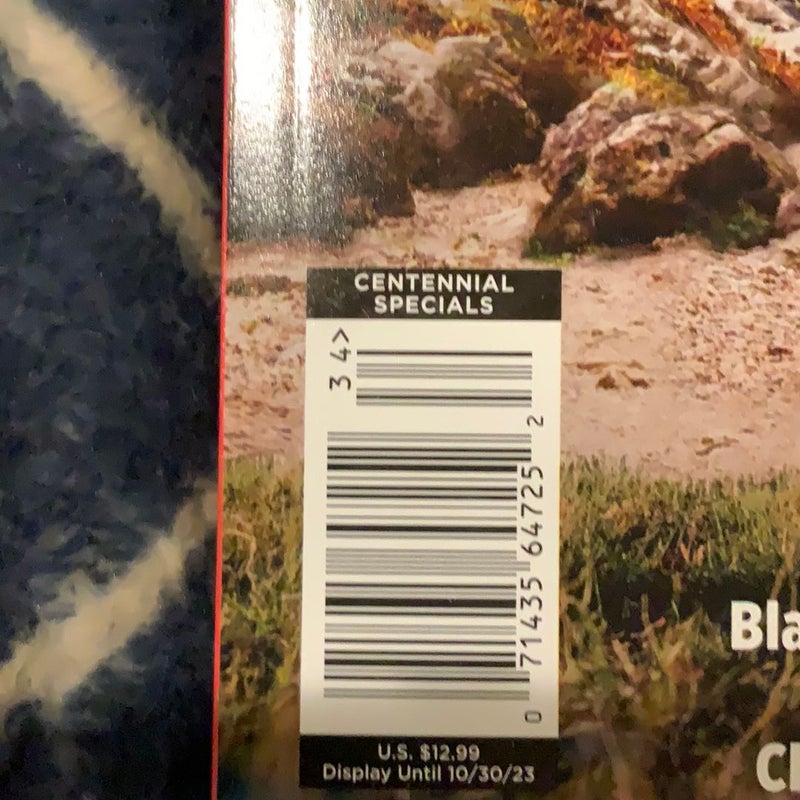 CENTENNIAL
SPECIALS
34>
0 71435 64725 2
Bla
U.S. $12.99
Display Until 10/30/23